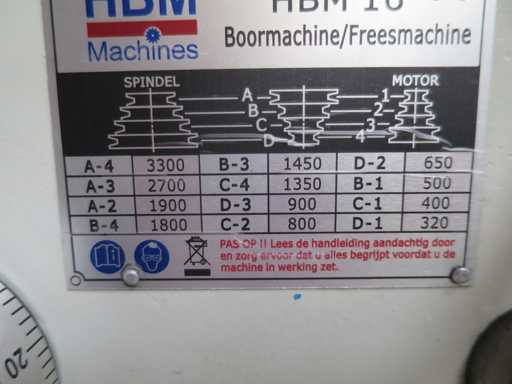 HBM
Machines
HBM 16
Boormachine/Freesmachine
SPINDEL MOTOR
A 1
B 2
C 3
D 4
A-4 3300 B-3 1450 D-2 650
A-3 2700 C-4 1350 B-1 500
A-2 1900 D-3 900 C-1 400
B-4 1800 C-2 800 D-1 320
PAS OP !! Lees de handleiding aandachtig door
en zorg ervoor dat u alles begrijpt voordat u de
machine in werking zet.
20